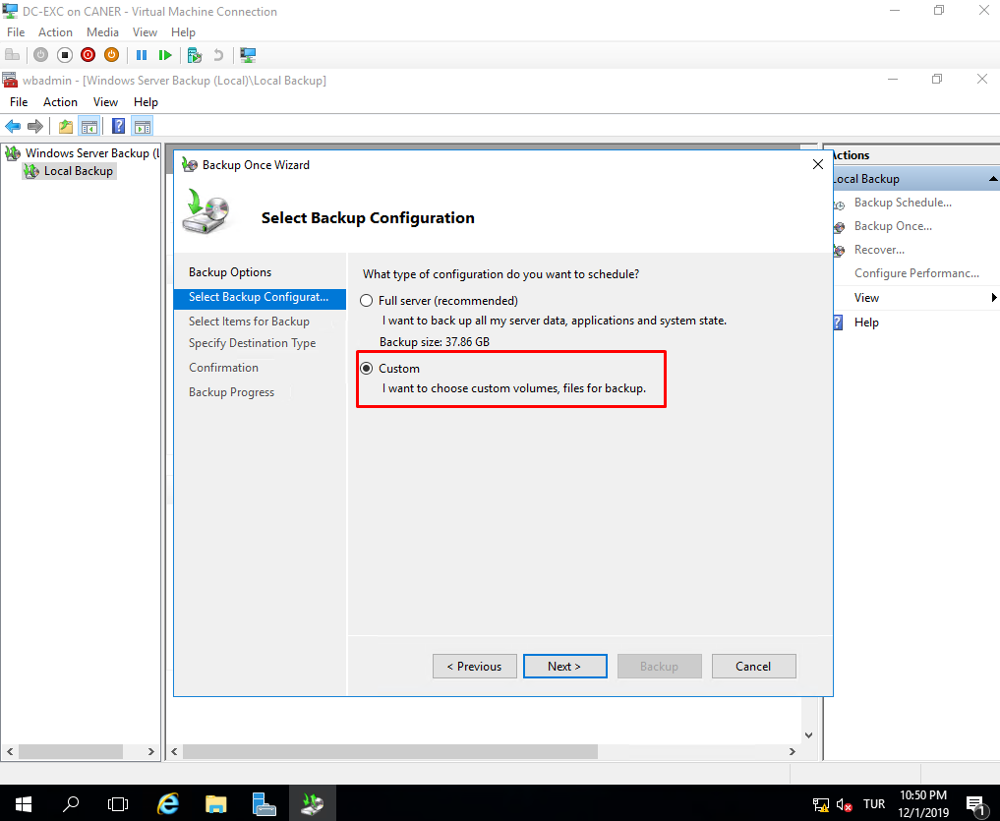 DC-EXC on CANER - Virtual Machine Connection
File Action Media View Help
wbadmin - [Windows Server Backup (Local)\Local Backup]
File Action View Help
Windows Server Backup (L
Local Backup
Backup Once Wizard
Select Backup Configuration
Backup Options
Select Backup Configurat...
Select Items for Backup
Specify Destination Type
Confirmation
Backup Progress
What type of configuration do you want to schedule?
Full server (recommended)
I want to back up all my server data, applications and system state.
Backup size: 37.86 GB
Custom
I want to choose custom volumes, files for backup.
< Previous
Next >
Backup
Cancel
Actions
Local Backup
Backup Schedule...
Backup Once...
Recover...
Configure Performanc...
View
Help
TUR
10:50 PM
12/1/2019
1